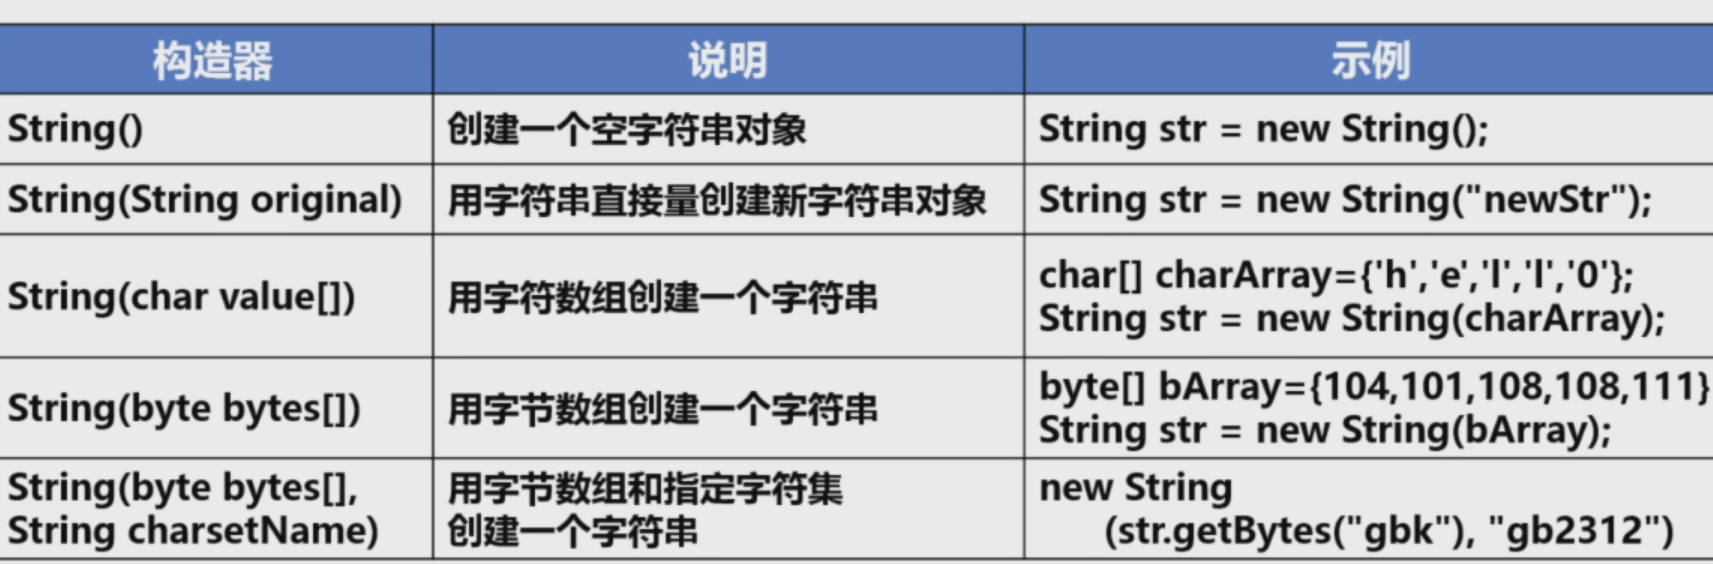 构造器 说明 示例
String() 创建一个空字符串对象 String str = new String();
String(String original) 用字符串直接量创建新字符串对象 String str = new String("newStr");
String(char value[]) 用字符数组创建一个字符串 char[] charArray={'h','e','l','l','0'};
String str = new String(charArray);
String(byte bytes[]) 用字节数组创建一个字符串 byte[] bArray={104,101,108,108,111}
String str = new String(bArray);
String(byte bytes[], 用字节数组和指定字符集 new String
String charsetName) 创建一个字符串 (str.getBytes("gbk"), "gb2312")